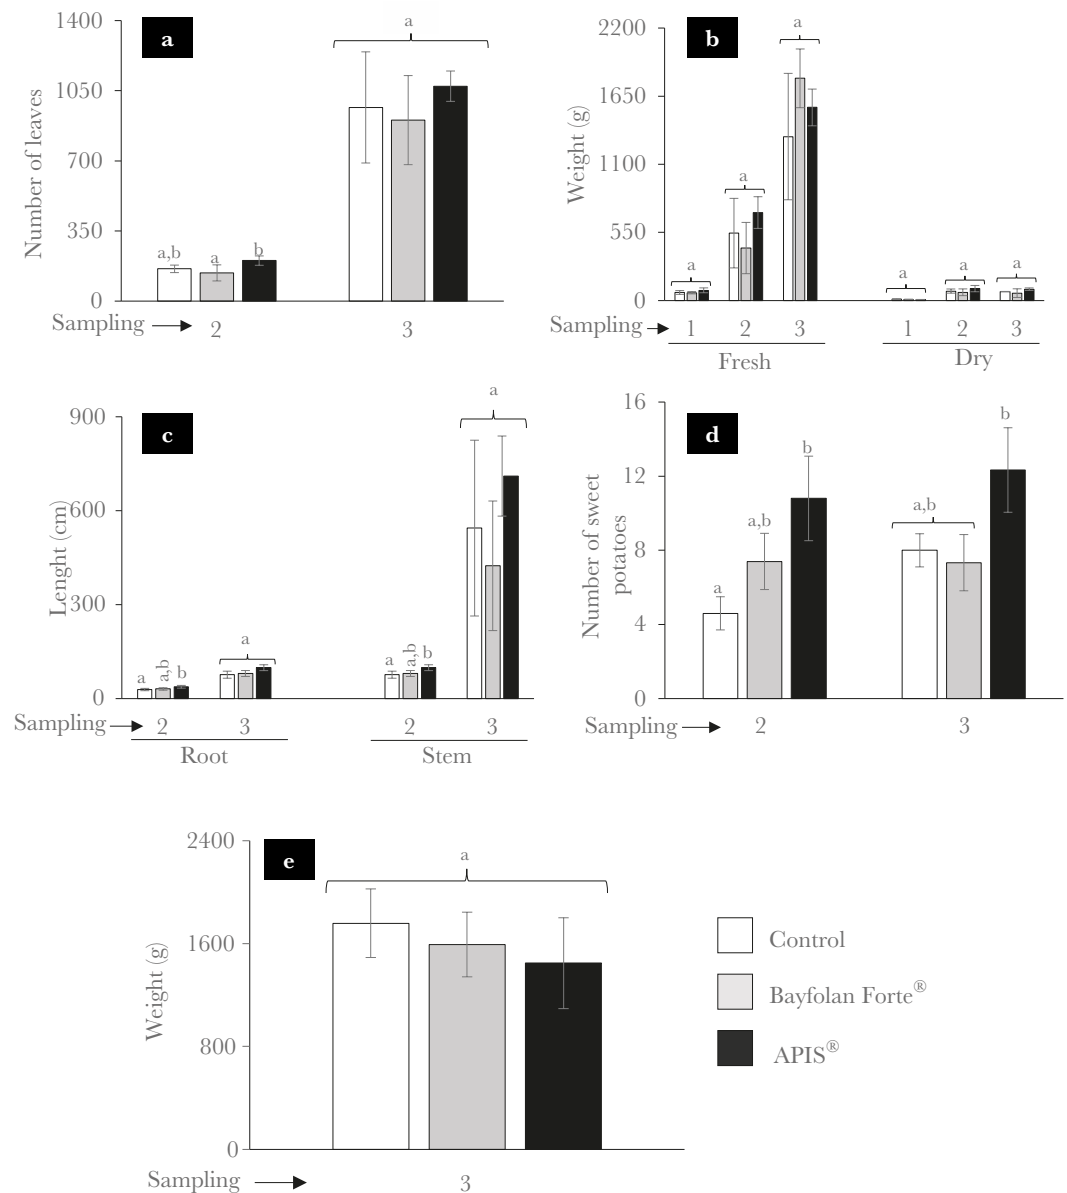 a
1400
1050
700
350
0
Number of leaves
a,b
a
b
a
Sampling
2
3
b
2200
1650
1100
550
0
Weight (g)
a
a
a
a
a
a
Sampling
1
2
3
1
2
3
Fresh
Dry
c
900
600
300
0
Lenght (cm)
a
a,b
b
a
a
a,b
b
a
Sampling
2
3
2
3
Root
Stem
d
16
12
8
4
0
Number of sweet
potatoes
a
a,b
b
a,b
b
Sampling
2
3
e
2400
1600
800
0
Weight (g)
a
Sampling
3
Control
Bayfolan Forte®
APIS®